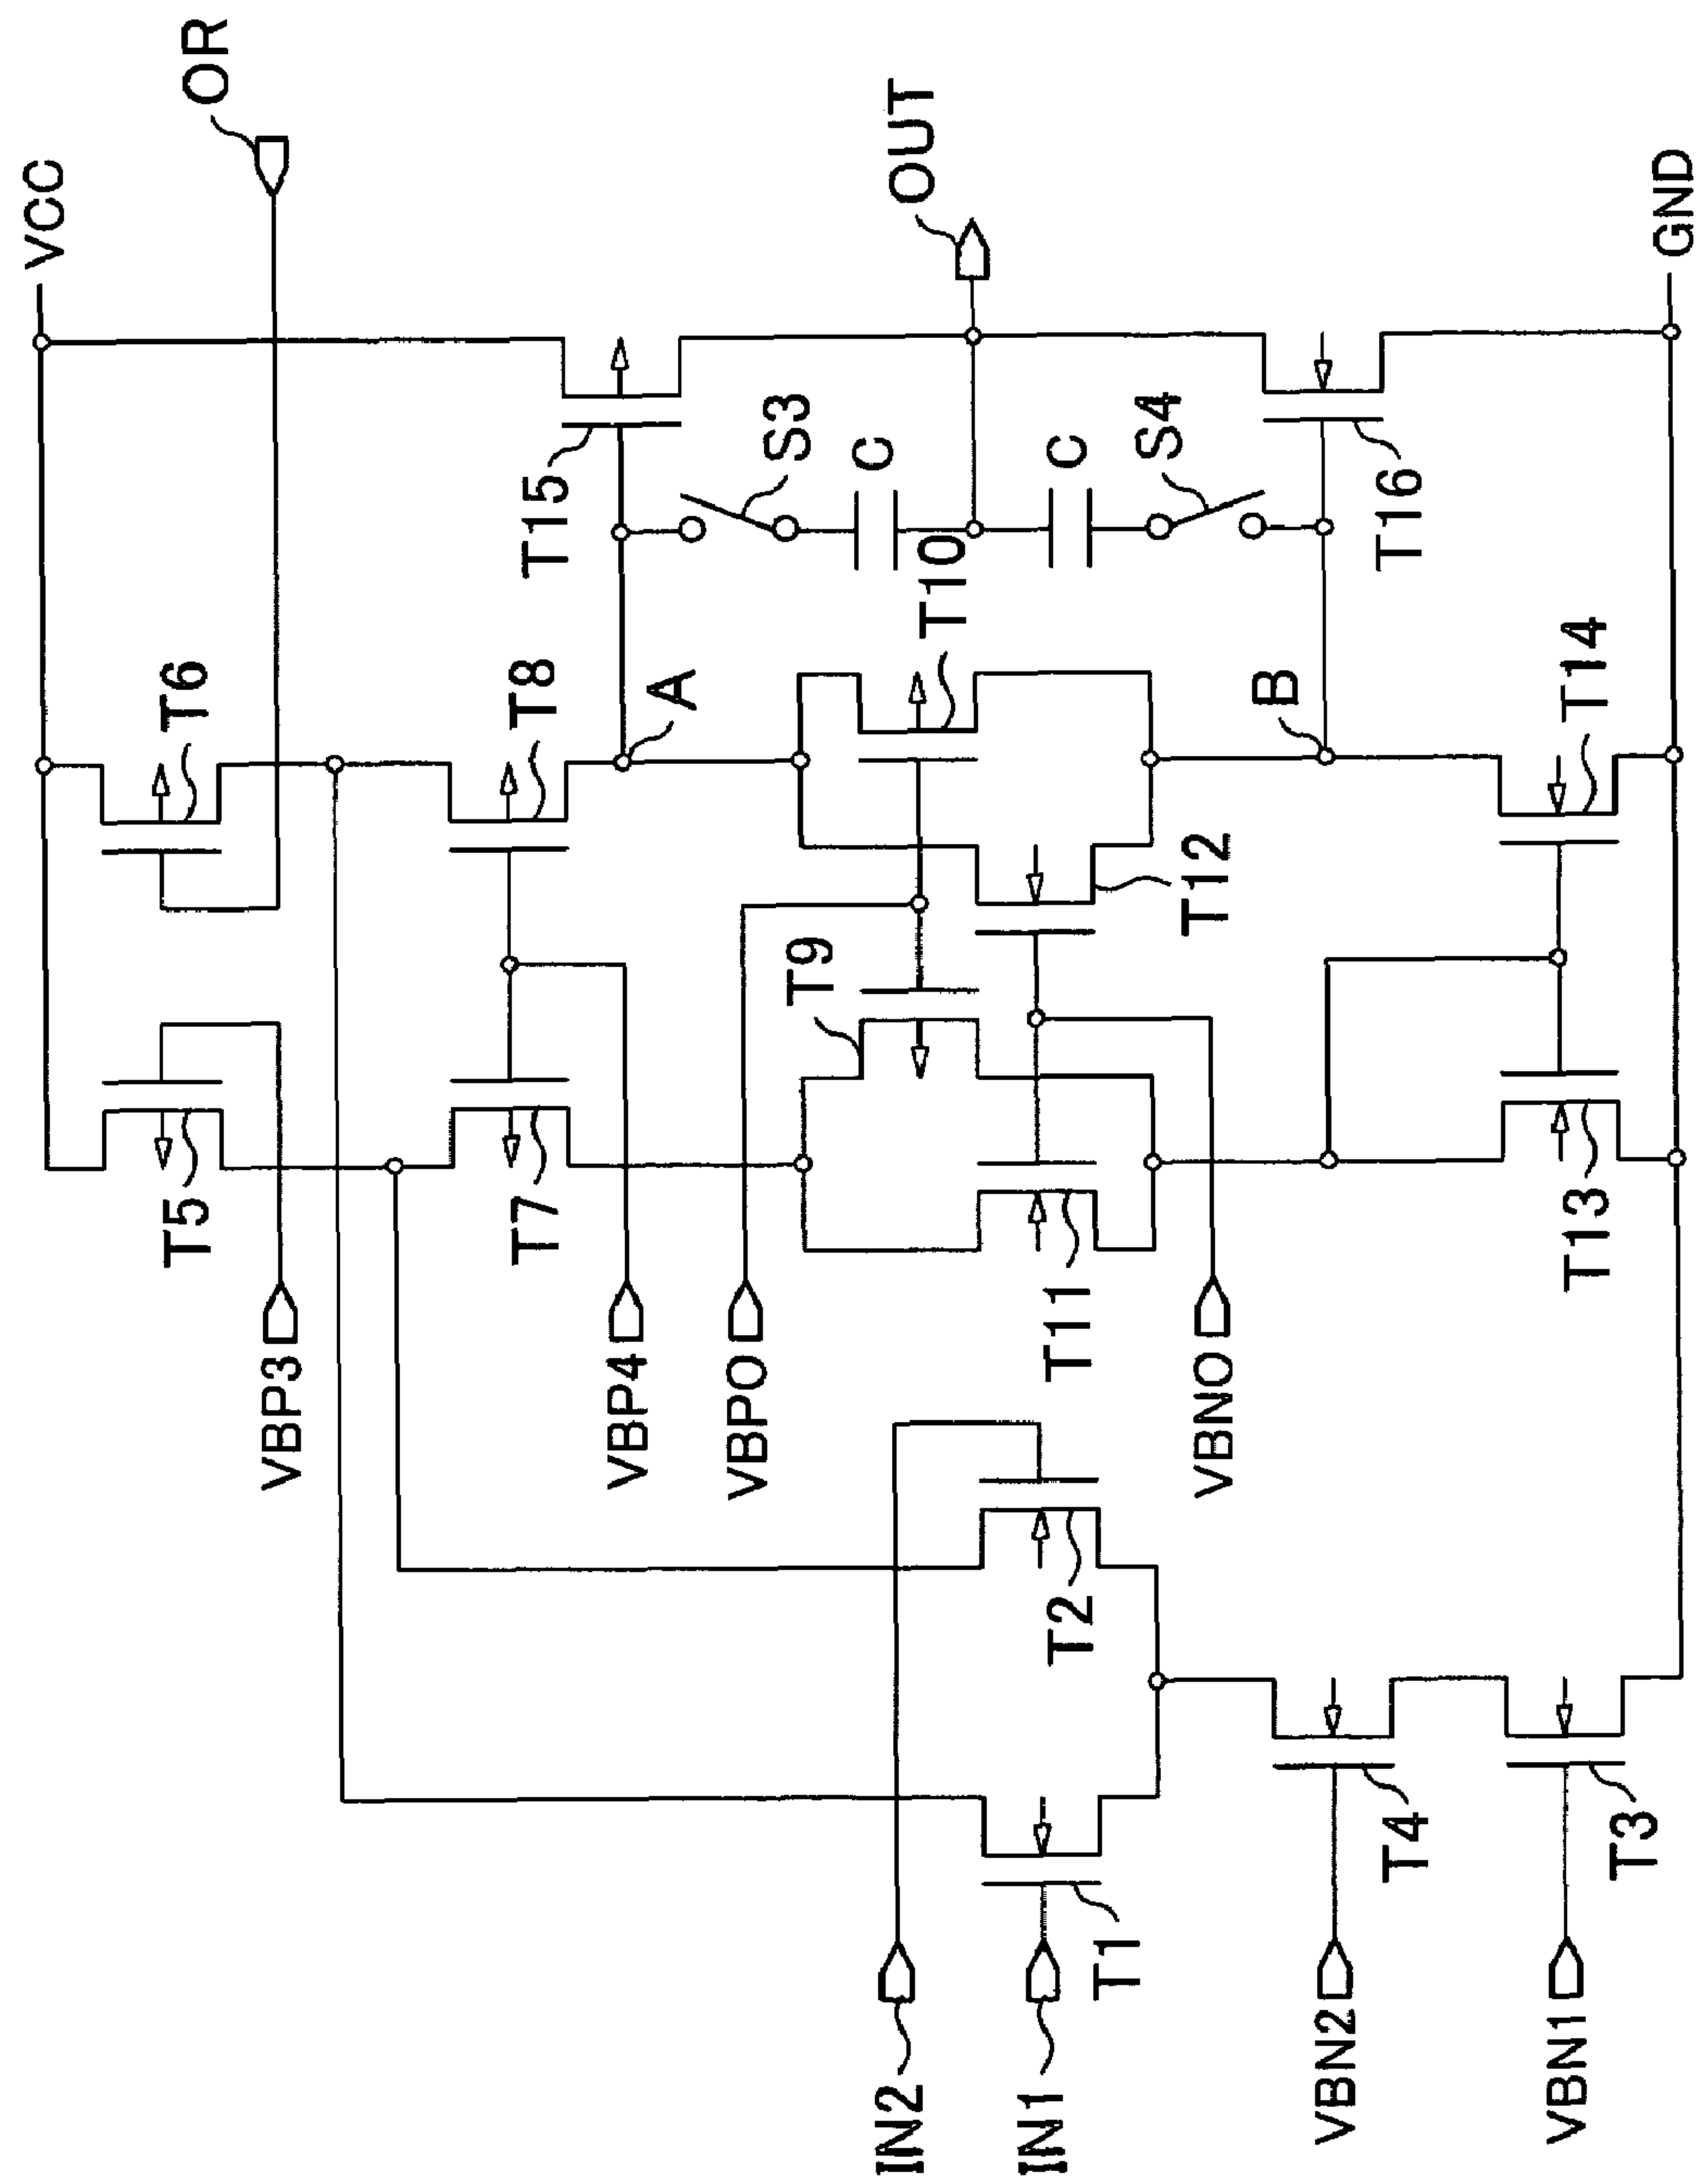 VCC
OR
T5
T6
VBP3
T7
T8
VBP4
A
T15
S3
C
OUT
VBPO
T9
T10
T11
T12
VBNO
C
S4
B
T16
T13
T14
GND
IN2
IN1
T1
T2
VBN2
T4
VBN1
T3